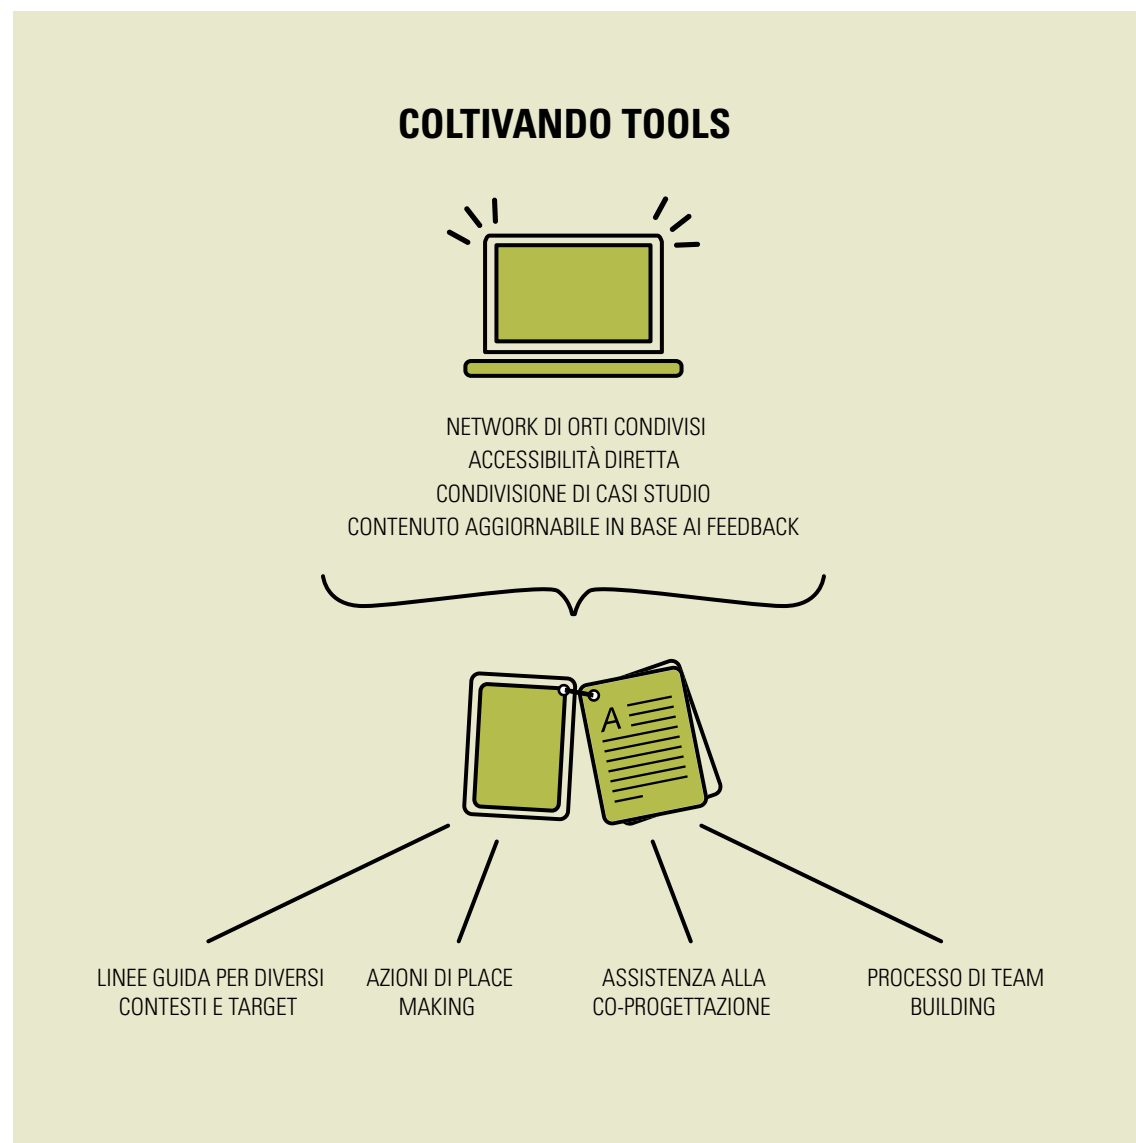 COLTIVANDO TOOLS
NETWORK DI ORTI CONDIVISI
ACCESSIBILITÀ DIRETTA
CONDIVISIONE DI CASI STUDIO
CONTENUTO AGGIORNABILE IN BASE AI FEEDBACK
A
LINEE GUIDA PER DIVERSI
CONTESTI E TARGET
AZIONI DI PLACE
MAKING
ASSISTENZA ALLA
CO-PROGETTAZIONE
PROCESSO DI TEAM
BUILDING